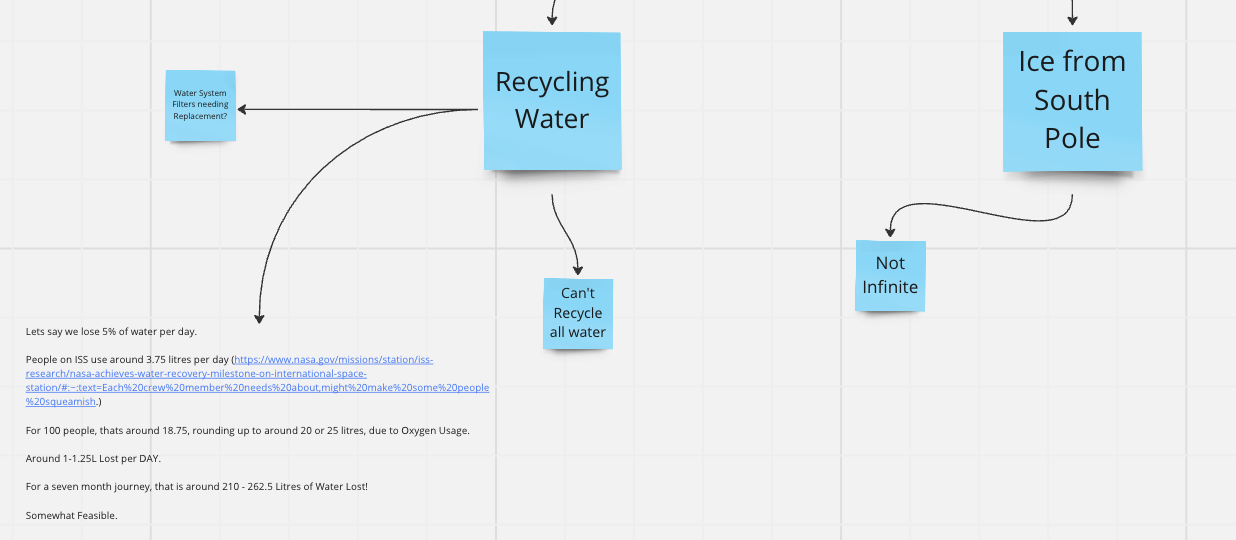 Recycling
Water
Ice from
South
Pole
Water System
Filters needing
Replacement?
Not
Infinite
Can't
Recycle
all water
Lets say we lose 5% of water per day.
People on ISS use around 3.75 litres per day (https://www.nasa.gov/missions/station/iss-
research/nasa-achieves-water-recovery-milestone-on-international-space-
station/#:~:text=Each%20crew%20member%20needs%20about,might%20make%20some%20people
%20squeamish.)
For 100 people, thats around 18.75, rounding up to around 20 or 25 litres, due to Oxygen Usage.
Around 1-1.25L Lost per DAY.
For a seven month journey, that is around 210 - 262.5 Litres of Water Lost!
Somewhat Feasible.